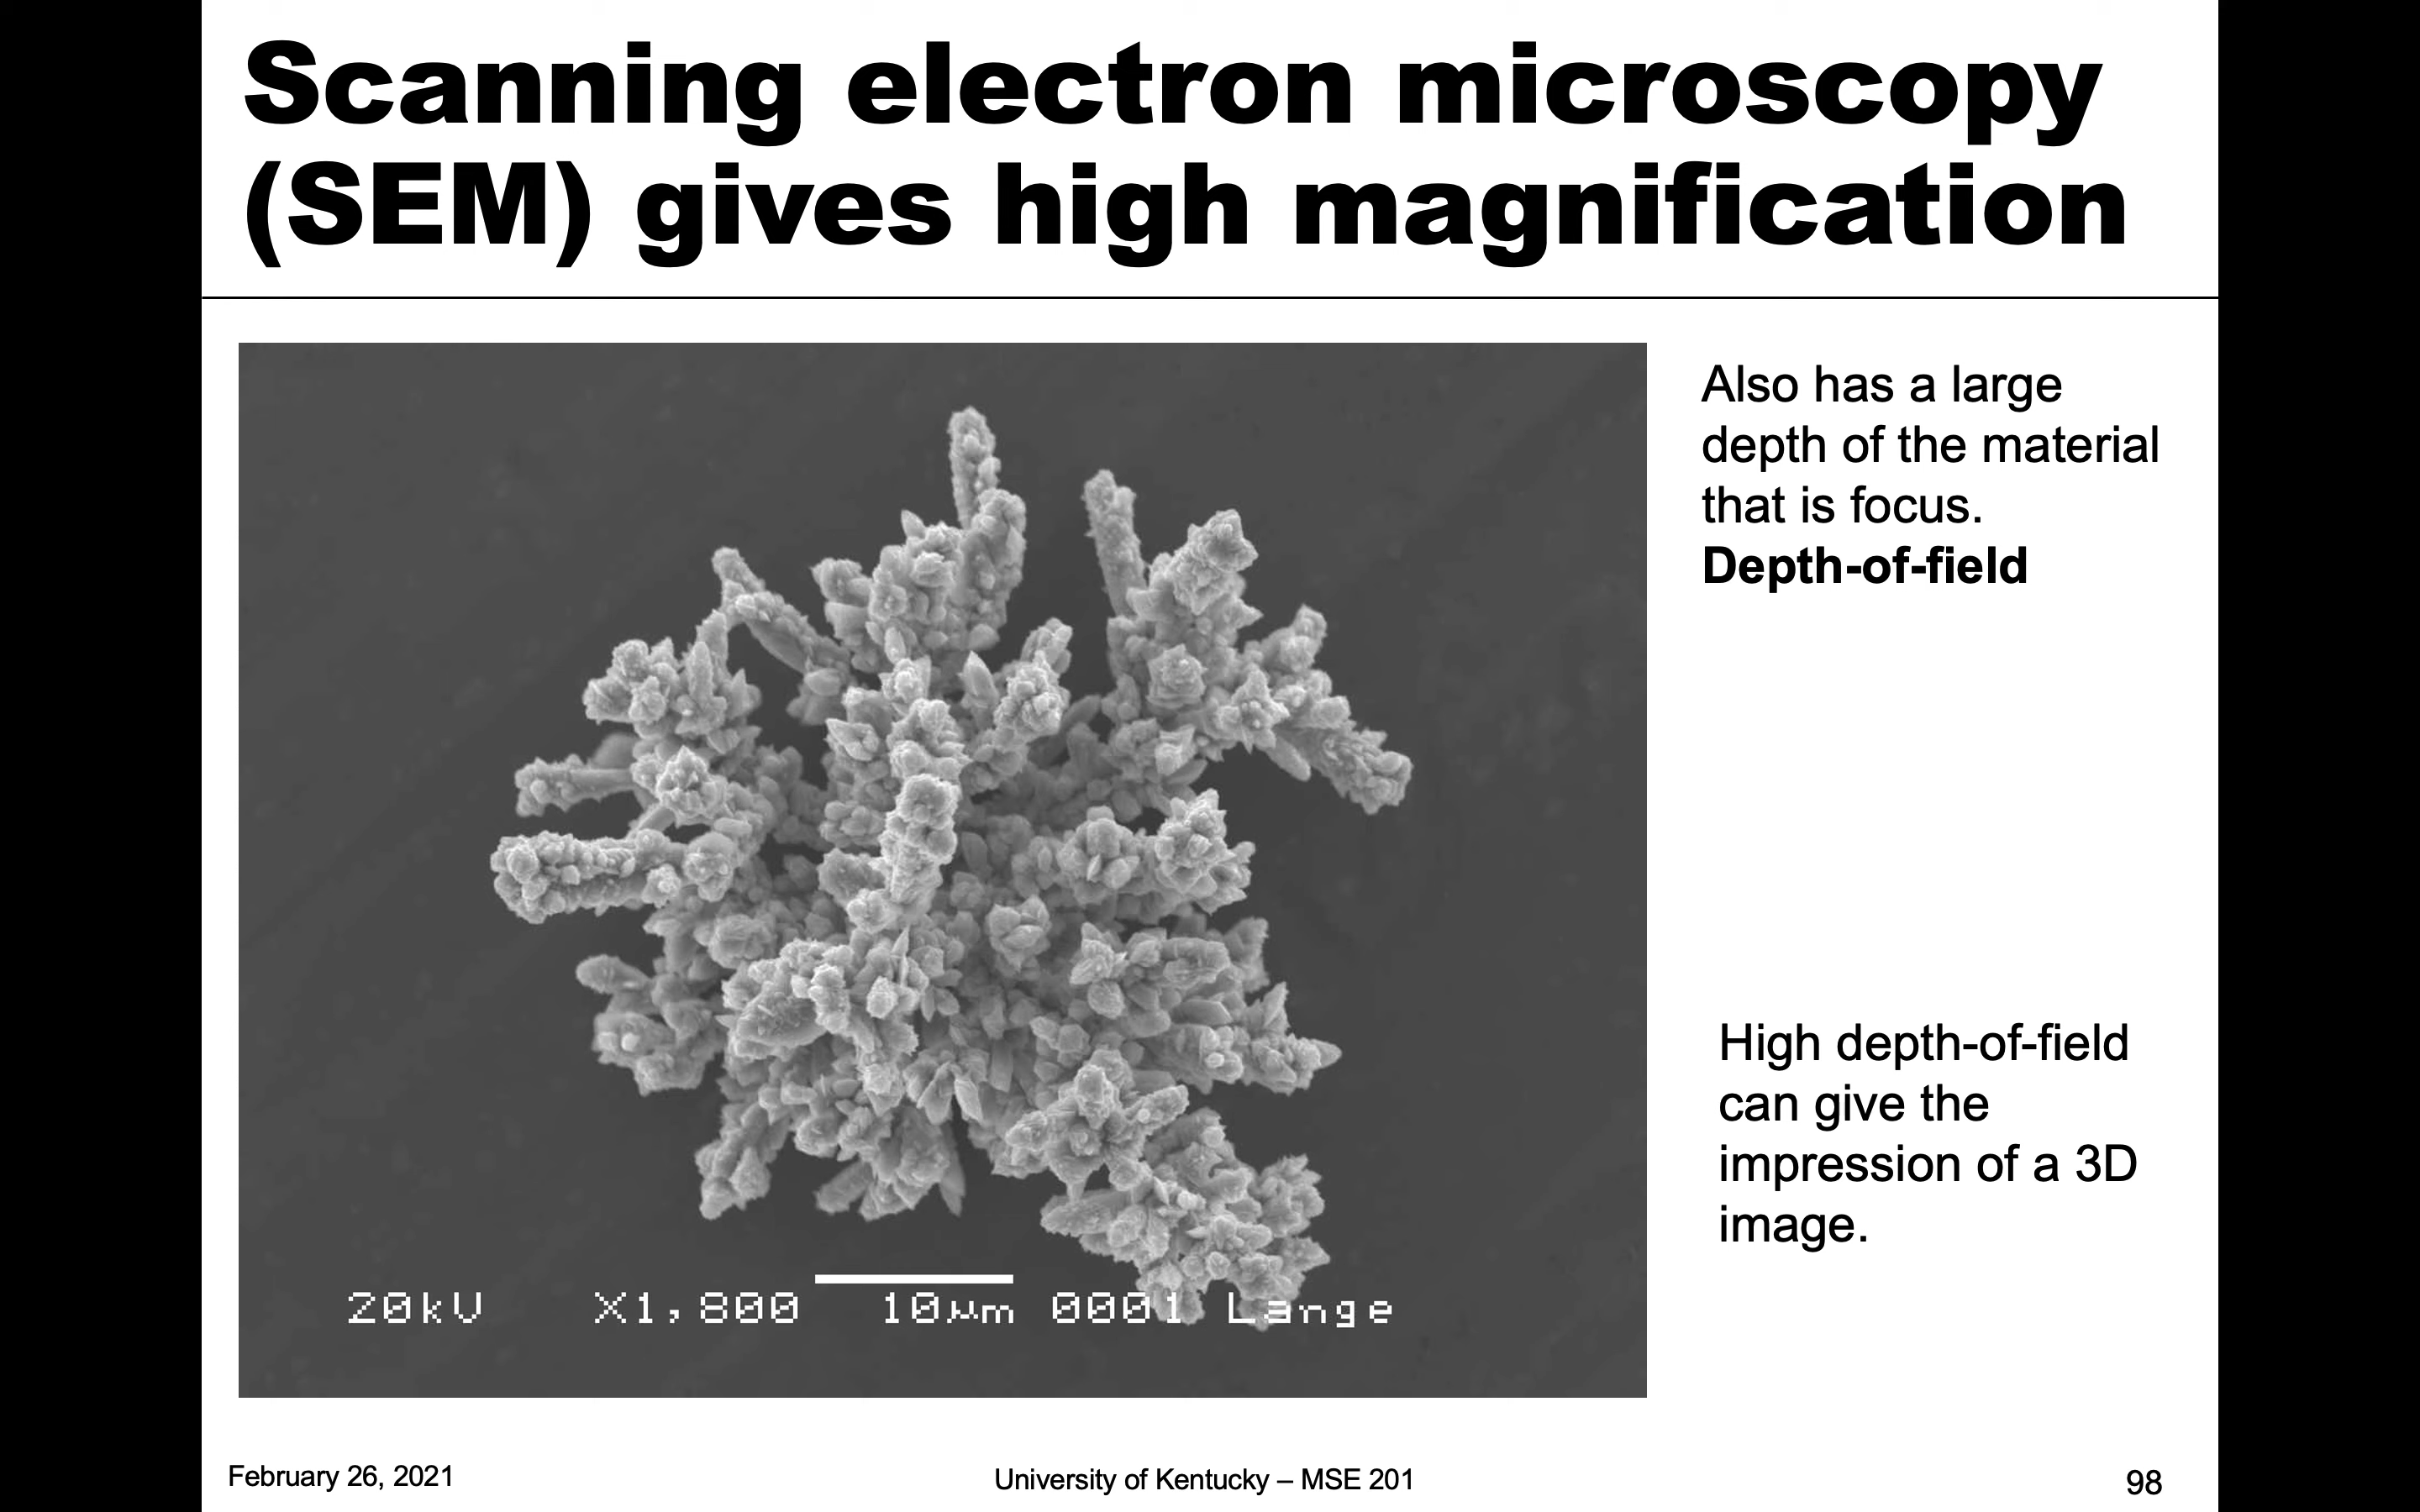 Scanning electron microscopy
(SEM) gives high magnification
Also has a large
depth of the material
that is focus.
Depth-of-field
High depth-of-field
can give the
impression of a 3D
image.
20kV X1,800 10µm 0001 Lange
February 26, 2021
University of Kentucky – MSE 201
98